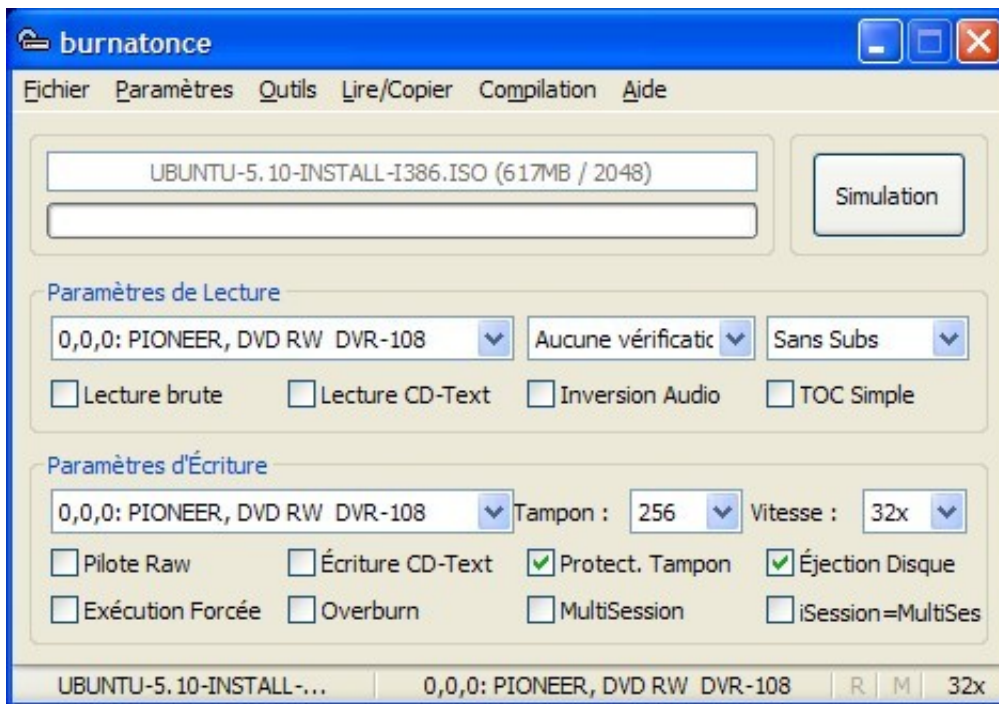 burnatonce
Fichier Paramètres Outils Lire/Copier Compilation Aide
UBUNTU-5.10-INSTALL-I386.ISO (617MB / 2048)
Simulation
Paramètres de Lecture
0,0,0: PIONEER, DVD RW DVR-108 Aucune vérificatic Sans Subs
Lecture brute Lecture CD-Text Inversion Audio TOC Simple
Paramètres d'Écriture
0,0,0: PIONEER, DVD RW DVR-108 Tampon : 256 Vitesse : 32x
Pilote Raw Écriture CD-Text Protect. Tampon Éjection Disque
Exécution Forcée Overburn MultiSession iSession=MultiSes
UBUNTU-5.10-INSTALL-... 0,0,0: PIONEER, DVD RW DVR-108 R M 32x